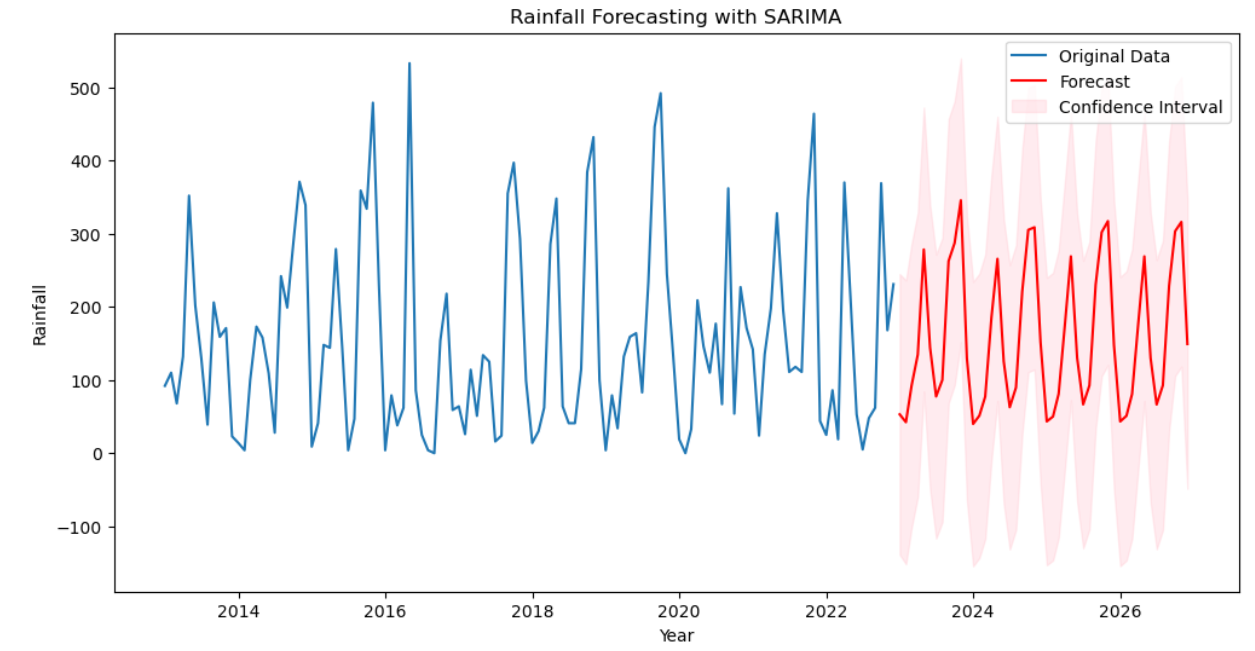 Rainfall Forecasting with SARIMA
Original Data
Forecast
Confidence Interval
500
400
300
200
100
0
−100
Rainfall
2014
2016
2018
2020
2022
2024
2026
Year